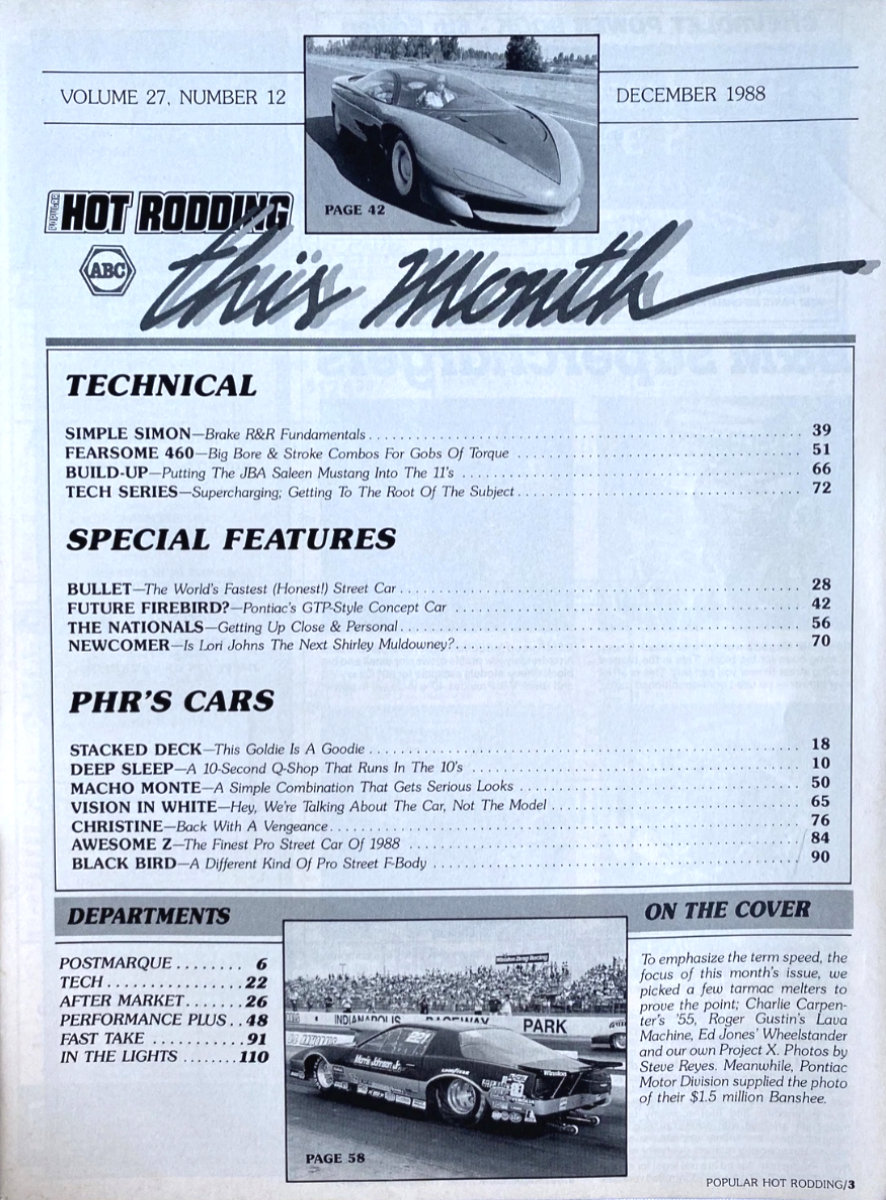 VOLUME 27, NUMBER 12
DECEMBER 1988
PAGE 42
HOT RODDING
ABC
this Month
TECHNICAL
SIMPLE SIMON—Brake R&R Fundamentals 39
FEARSOME 460—Big Bore & Stroke Combos For Gobs Of Torque 51
BUILD-UP—Putting The JBA Saleen Mustang Into The 11's 66
TECH SERIES—Supercharging; Getting To The Root Of The Subject 72
SPECIAL FEATURES
BULLET—The World's Fastest (Honest!) Street Car 28
FUTURE FIREBIRD?—Pontiac's GTP-Style Concept Car 42
THE NATIONALS—Getting Up Close & Personal 56
NEWCOMER—Is Lori Johns The Next Shirley Muldowney? 70
PHR'S CARS
STACKED DECK—This Goldie Is A Goodie 18
DEEP SLEEP—A 10-Second Q-Shop That Runs In The 10's 10
MACHO MONTE—A Simple Combination That Gets Serious Looks 50
VISION IN WHITE—Hey, We're Talking About The Car, Not The Model 65
CHRISTINE—Back With A Vengeance 76
AWESOME Z—The Finest Pro Street Car Of 1988 84
BLACK BIRD—A Different Kind Of Pro Street F-Body 90
DEPARTMENTS
POSTMARQUE 6
TECH 22
AFTER MARKET 26
PERFORMANCE PLUS 48
FAST TAKE 91
IN THE LIGHTS 110
INDIANAPOLIS RACEWAY PARK
Morris Johnson Jr.
Winston
PAGE 58
ON THE COVER
To emphasize the term speed, the
focus of this month's issue, we
picked a few tarmac melters to
prove the point; Charlie Carpen-
ter's '55, Roger Gustin's Lava
Machine, Ed Jones' Wheelstander
and our own Project X. Photos by
Steve Reyes. Meanwhile, Pontiac
Motor Division supplied the photo
of their $1.5 million Banshee.
POPULAR HOT RODDING/3